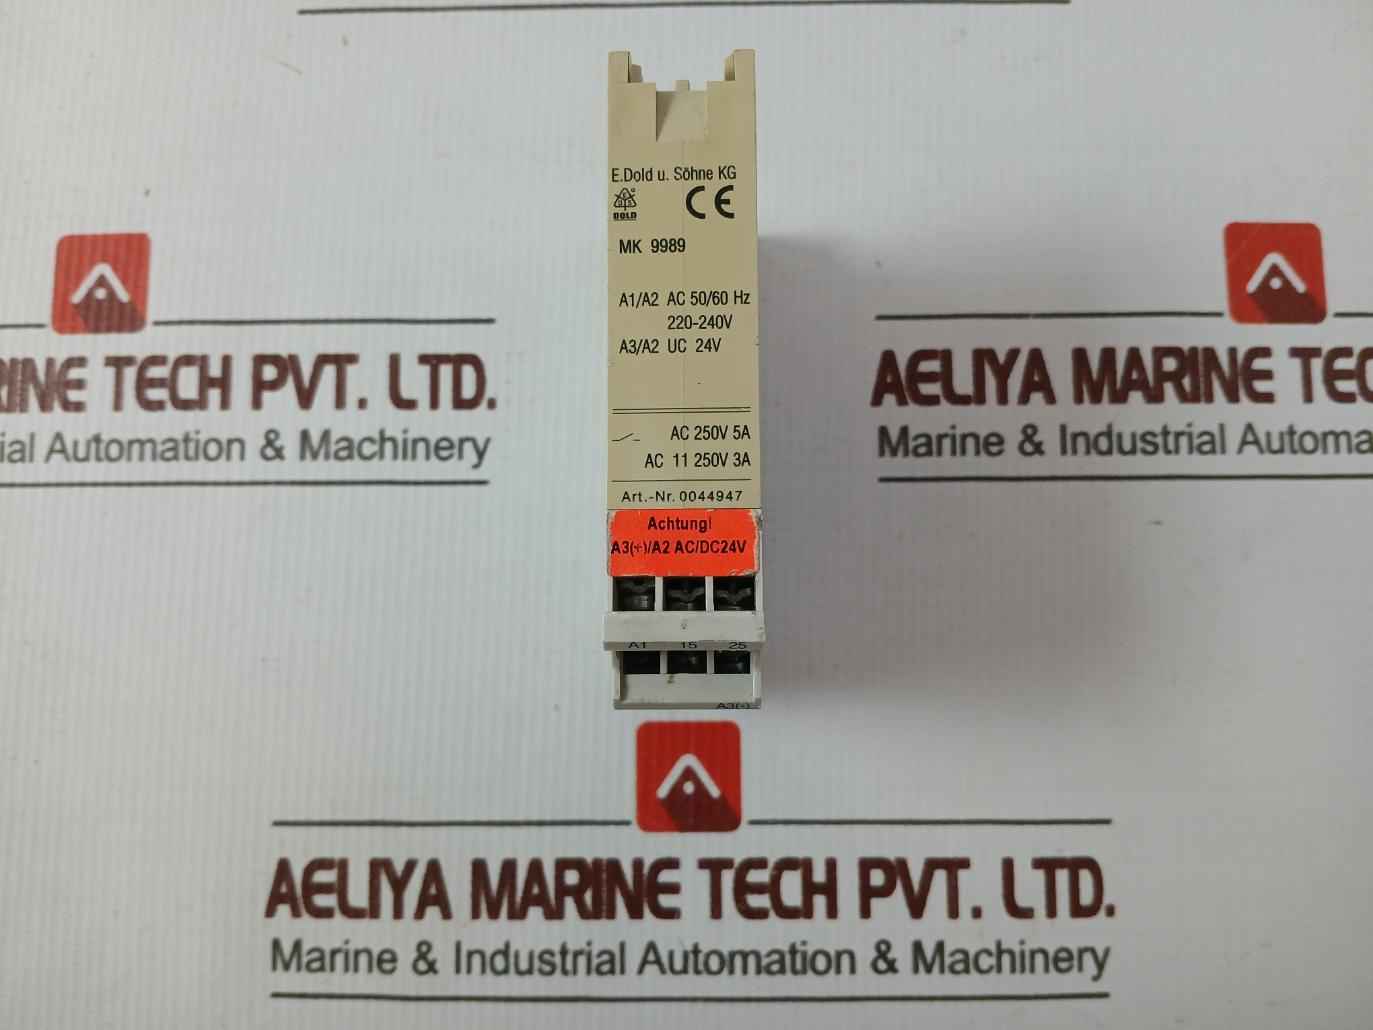 E.Dold u. Söhne KG
DOLD
CE
MK 9989
A1/A2 AC 50/60 Hz
220-240V
A3/A2 UC 24V
AC 250V 5A
AC 11 250V 3A
Art.-Nr. 0044947
Achtung!
A3(+)/A2 AC/DC24V
A1 15 25
A3(-)
RINE TECH PVT. LTD.
ial Automation & Machinery
AELIYA MARINE TEC
Marine & Industrial Automa
AELIYA MARINE TECH PVT. LTD.
Marine & Industrial Automation & Machinery